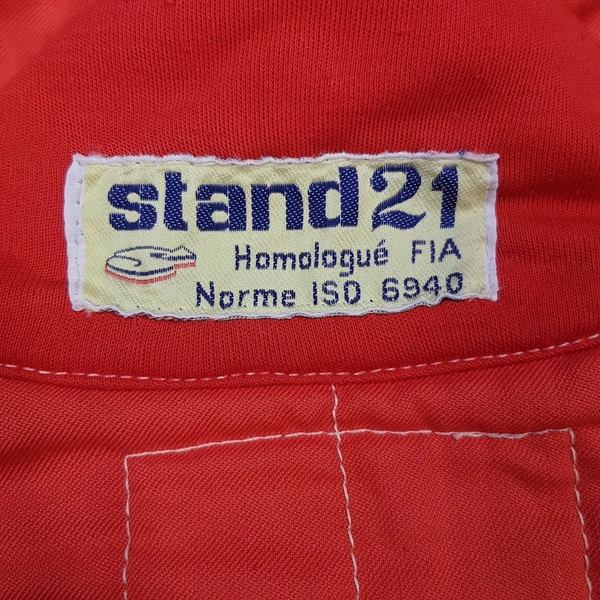 stand21
Homologué FIA
Norme ISO 6940